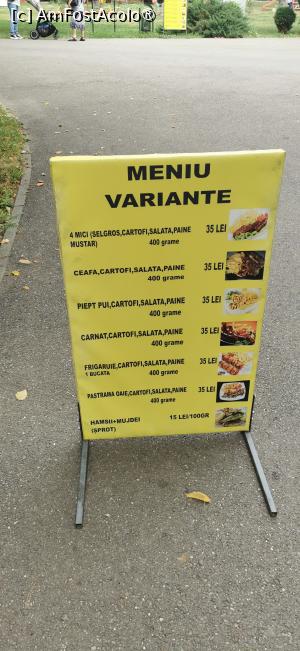 [c] AmFostAcolo®
MENIU
VARIANTE
4 MICI (SELGROS,CARTOFI,SALATA,PAINE 35 LEI
MUSTAR) 400 grame
CEAFA,CARTOFI,SALATA,PAINE 35 LEI
400 grame
PIEPT PUI,CARTOFI,SALATA,PAINE 35 LEI
400 grame
CARNAT,CARTOFI,SALATA,PAINE 35 LEI
400 grame
FRIGARUIE,CARTOFI,SALATA,PAINE 35 LEI
1 BUCATA 400 grame
PASTRAMA OAIE,CARTOFI,SALATA,PAINE 35 LEI
400 grame
HAMSII+MUJDEI 15 LEI/100GR
(SPROT)